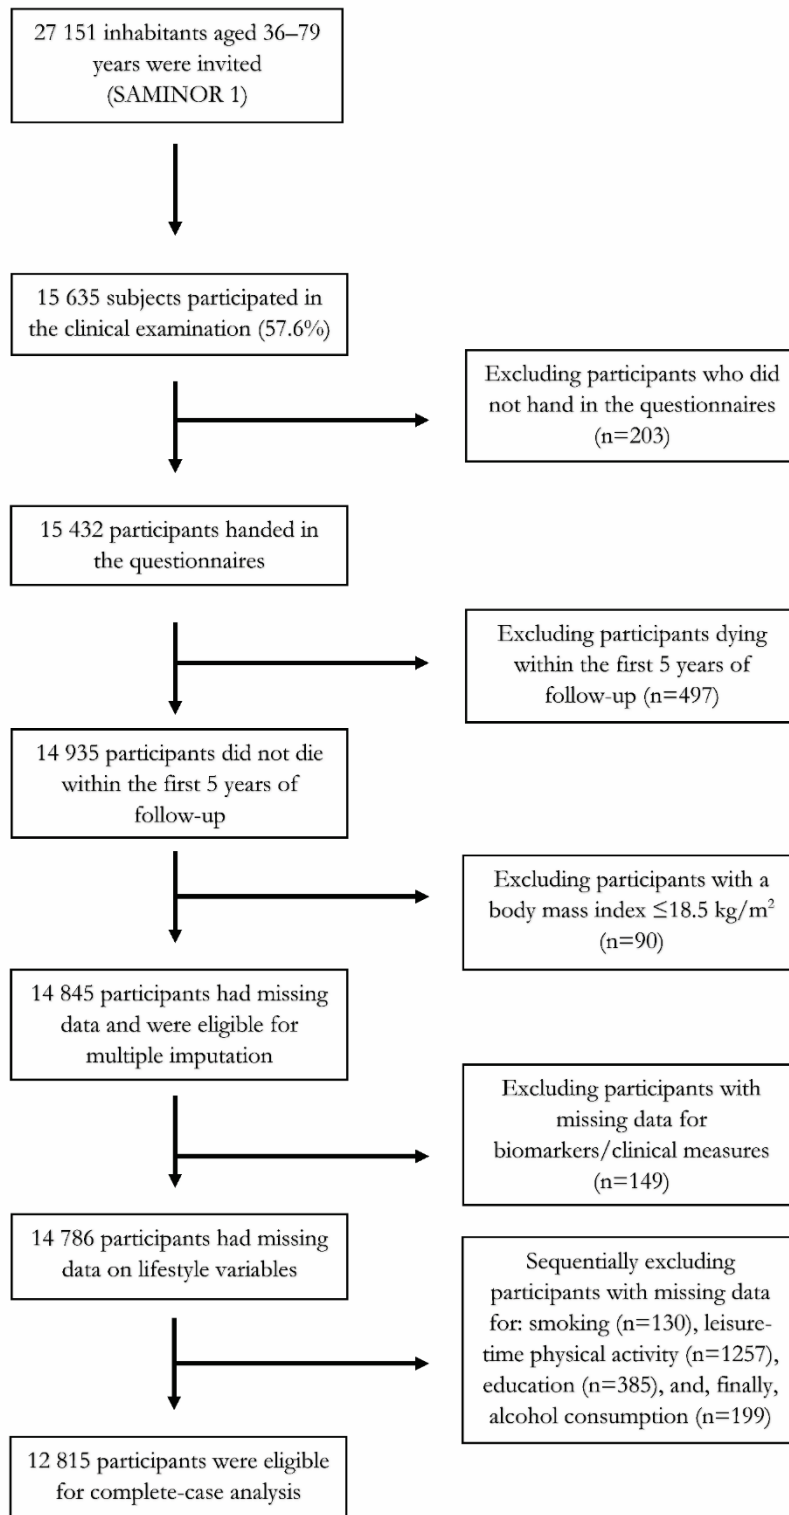 27 151 inhabitants aged 36–79
years were invited
(SAMINOR 1)
15 635 subjects participated in
the clinical examination (57.6%)
Excluding participants who did
not hand in the questionnaires
(n=203)
15 432 participants handed in
the questionnaires
Excluding participants dying
within the first 5 years of
follow-up (n=497)
14 935 participants did not die
within the first 5 years of
follow-up
Excluding participants with a
body mass index ≤18.5 kg/m²
(n=90)
14 845 participants had missing
data and were eligible for
multiple imputation
Excluding participants with
missing data for
biomarkers/clinical measures
(n=149)
14 786 participants had missing
data on lifestyle variables
Sequentially excluding
participants with missing data
for: smoking (n=130), leisure-
time physical activity (n=1257),
education (n=385), and, finally,
alcohol consumption (n=199)
12 815 participants were eligible
for complete-case analysis